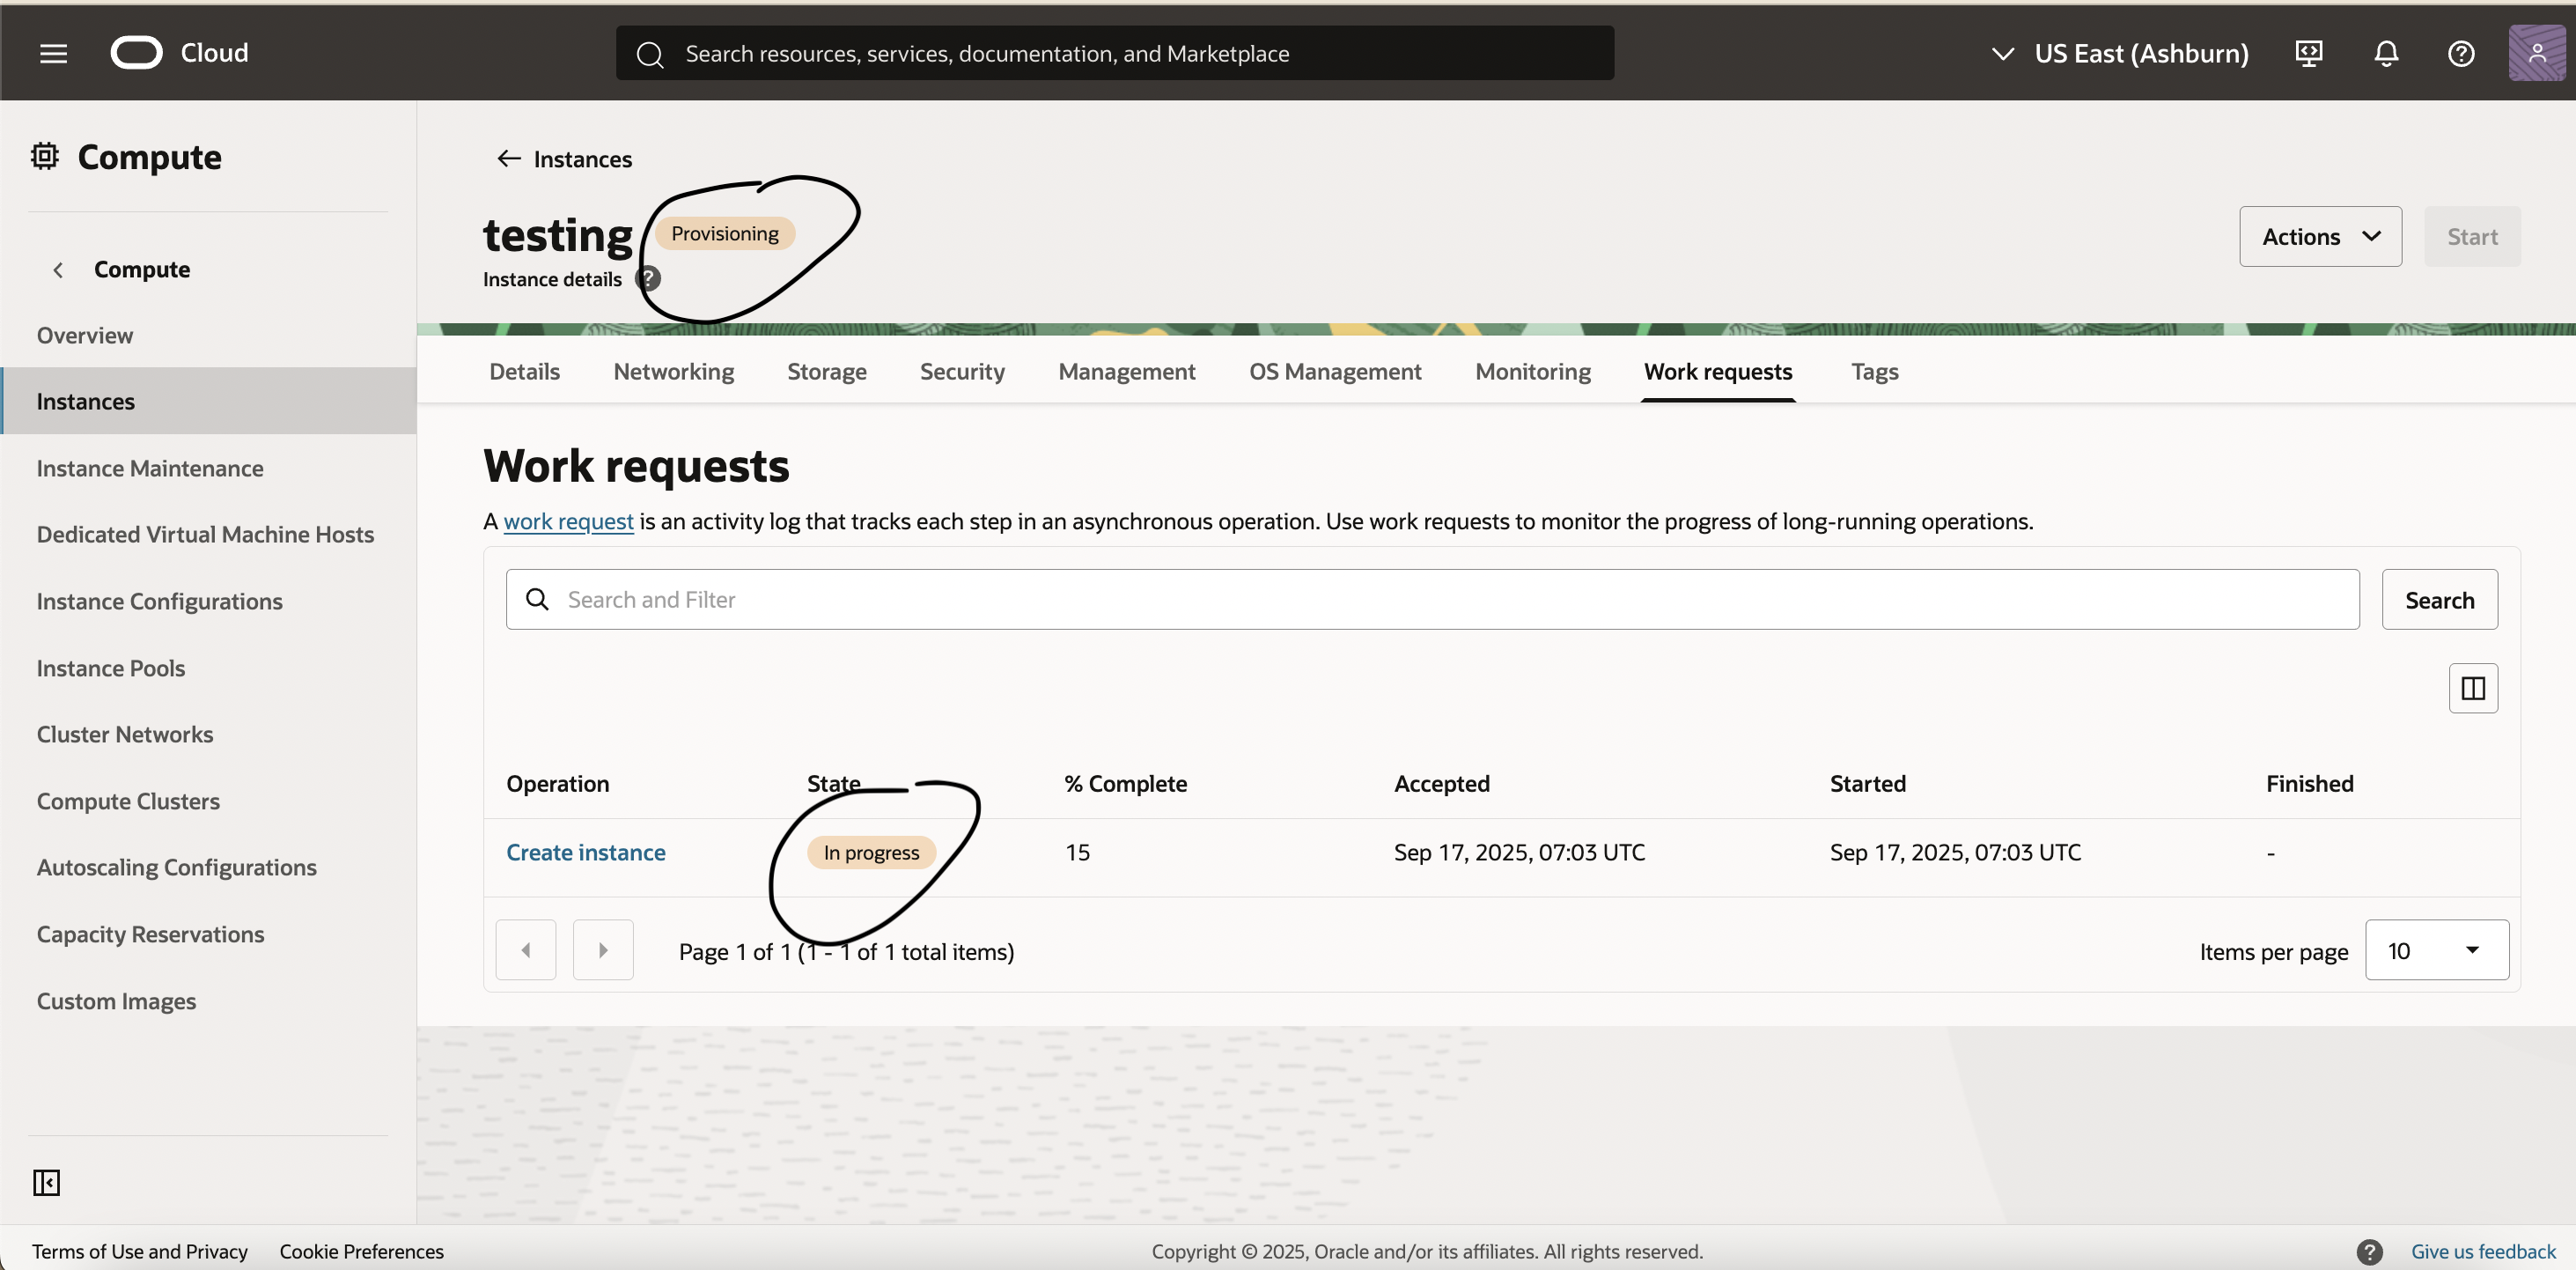 Cloud
Search resources, services, documentation, and Marketplace
US East (Ashburn)
Compute
Compute
Overview
Instances
Instance Maintenance
Dedicated Virtual Machine Hosts
Instance Configurations
Instance Pools
Cluster Networks
Compute Clusters
Autoscaling Configurations
Capacity Reservations
Custom Images
Instances
testing Provisioning
Instance details ?
Actions Start
Details Networking Storage Security Management OS Management Monitoring Work requests Tags
Work requests
A work request is an activity log that tracks each step in an asynchronous operation. Use work requests to monitor the progress of long-running operations.
Search and Filter Search
Operation State % Complete Accepted Started Finished
Create instance In progress 15 Sep 17, 2025, 07:03 UTC Sep 17, 2025, 07:03 UTC -
Page 1 of 1 (1 - 1 of 1 total items) Items per page 10
Terms of Use and Privacy Cookie Preferences Copyright © 2025, Oracle and/or its affiliates. All rights reserved. ? Give us feedback